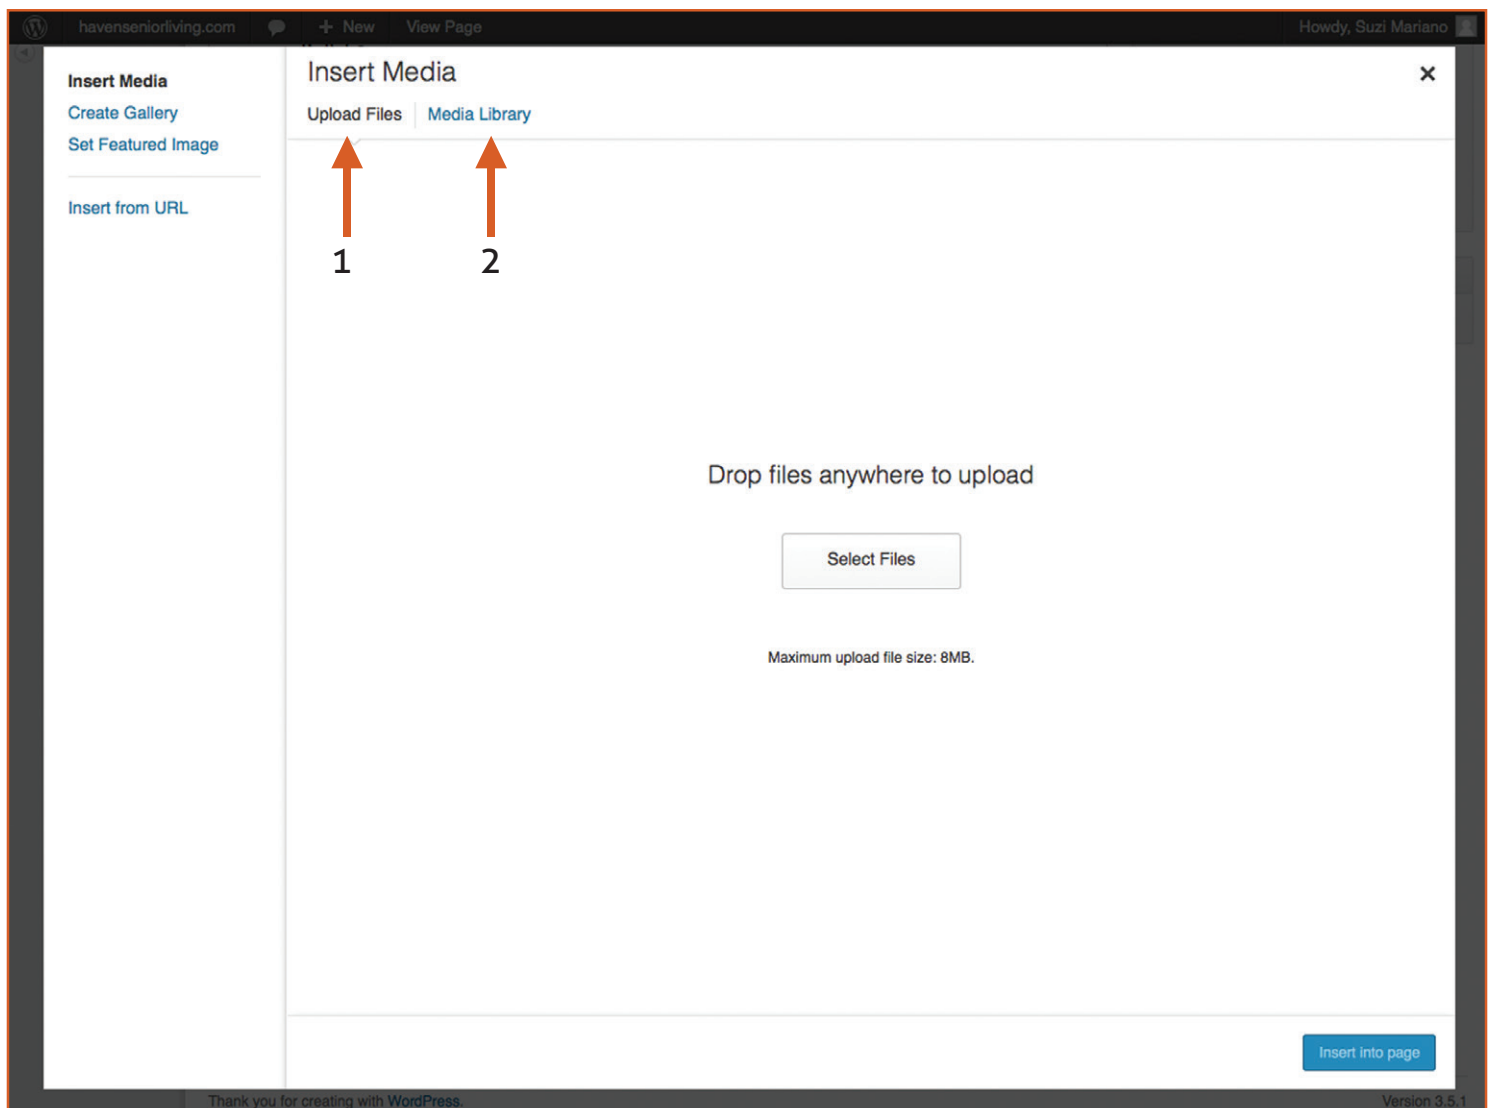 havenseniorliving.com + New View Page Howdy, Suzi Mariano
Insert Media
Create Gallery
Set Featured Image
Insert from URL
Insert Media
Upload Files Media Library
1 2
Drop files anywhere to upload
Select Files
Maximum upload file size: 8MB.
Insert into page
Thank you for creating with WordPress. Version 3.5.1